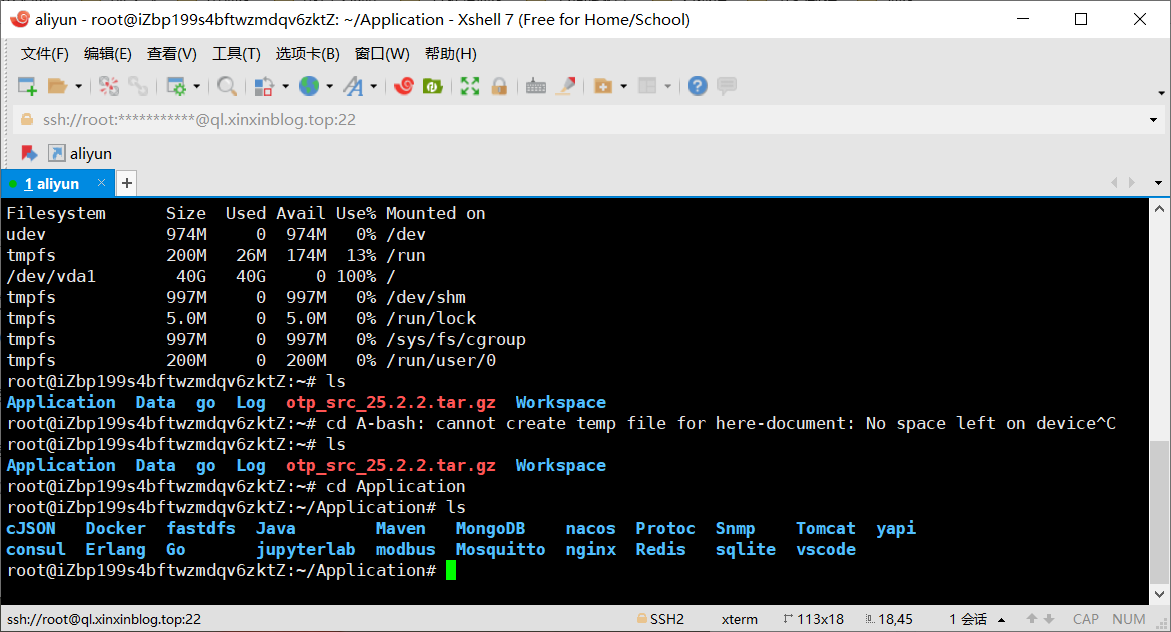 aliyun - root@iZbp199s4bftwzmdqv6zktZ: ~/Application - Xshell 7 (Free for Home/School)
文件(F) 编辑(E) 查看(V) 工具(T) 选项卡(B) 窗口(W) 帮助(H)
ssh://root:***********@ql.xinxinblog.top:22
aliyun
1 aliyun
Filesystem      Size  Used Avail Use% Mounted on
udev            974M     0  974M   0% /dev
tmpfs           200M   26M  174M  13% /run
/dev/vda1        40G   40G     0 100% /
tmpfs           997M     0  997M   0% /dev/shm
tmpfs           5.0M     0  5.0M   0% /run/lock
tmpfs           997M     0  997M   0% /sys/fs/cgroup
tmpfs           200M     0  200M   0% /run/user/0
root@iZbp199s4bftwzmdqv6zktZ:~# ls
Application  Data  go  Log  otp_src_25.2.2.tar.gz  Workspace
root@iZbp199s4bftwzmdqv6zktZ:~# cd A-bash: cannot create temp file for here-document: No space left on device^C
root@iZbp199s4bftwzmdqv6zktZ:~# ls
Application  Data  go  Log  otp_src_25.2.2.tar.gz  Workspace
root@iZbp199s4bftwzmdqv6zktZ:~# cd Application
root@iZbp199s4bftwzmdqv6zktZ:~/Application# ls
cJSON   Docker  fastdfs  Java        Maven   MongoDB    nacos  Protoc  Snmp    Tomcat  yapi
consul  Erlang  Go       jupyterlab  modbus  Mosquitto  nginx  Redis   sqlite  vscode
root@iZbp199s4bftwzmdqv6zktZ:~/Application#
ssh://root@ql.xinxinblog.top:22 SSH2 xterm 113x18 18,45 1 会话 CAP NUM